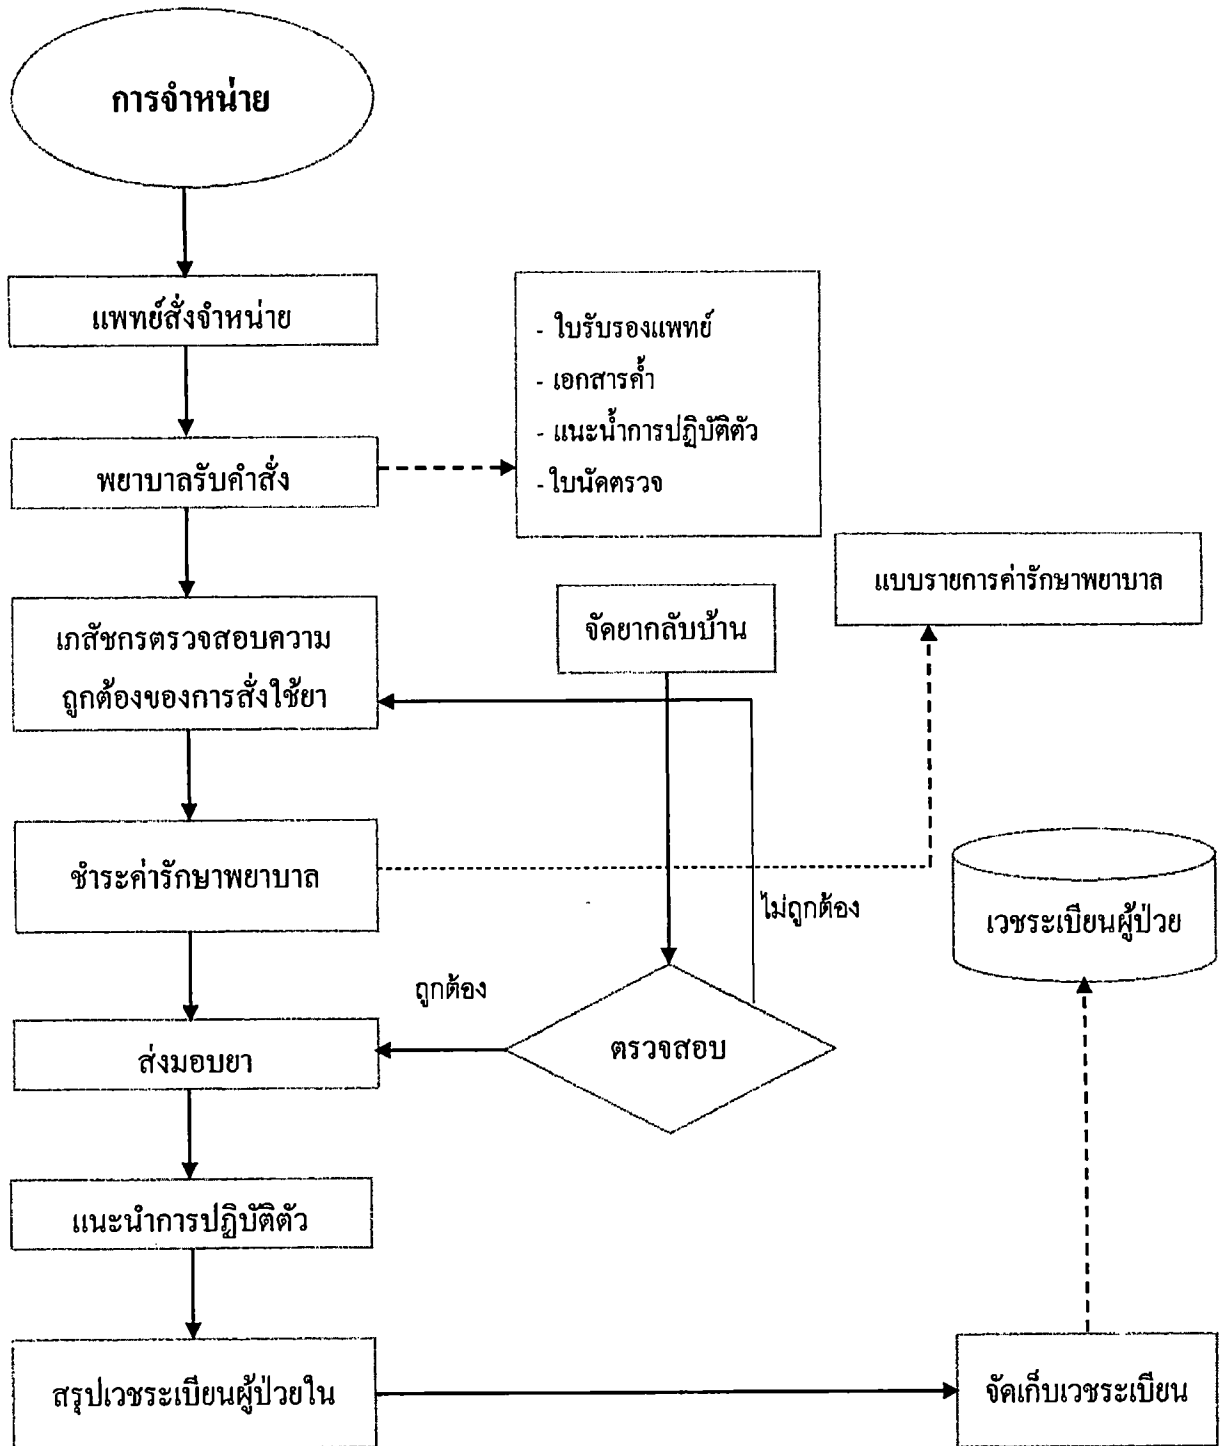 การจำหน่าย
แพทย์สั่งจำหน่าย
- ใบรับรองแพทย์
- เอกสารค้ำ
- แนะน้ำการปฏิบัติตัว
- ใบนัดตรวจ
พยาบาลรับคำสั่ง
แบบรายการค่ารักษาพยาบาล
จัดยากลับบ้าน
เภสัชกรตรวจสอบความ
ถูกต้องของการสั่งใช้ยา
ชำระค่ารักษาพยาบาล
ไม่ถูกต้อง
เวชระเบียนผู้ป่วย
ถูกต้อง
ตรวจสอบ
ส่งมอบยา
แนะนำการปฏิบัติตัว
สรุปเวชระเบียนผู้ป่วยใน
จัดเก็บเวชระเบียน